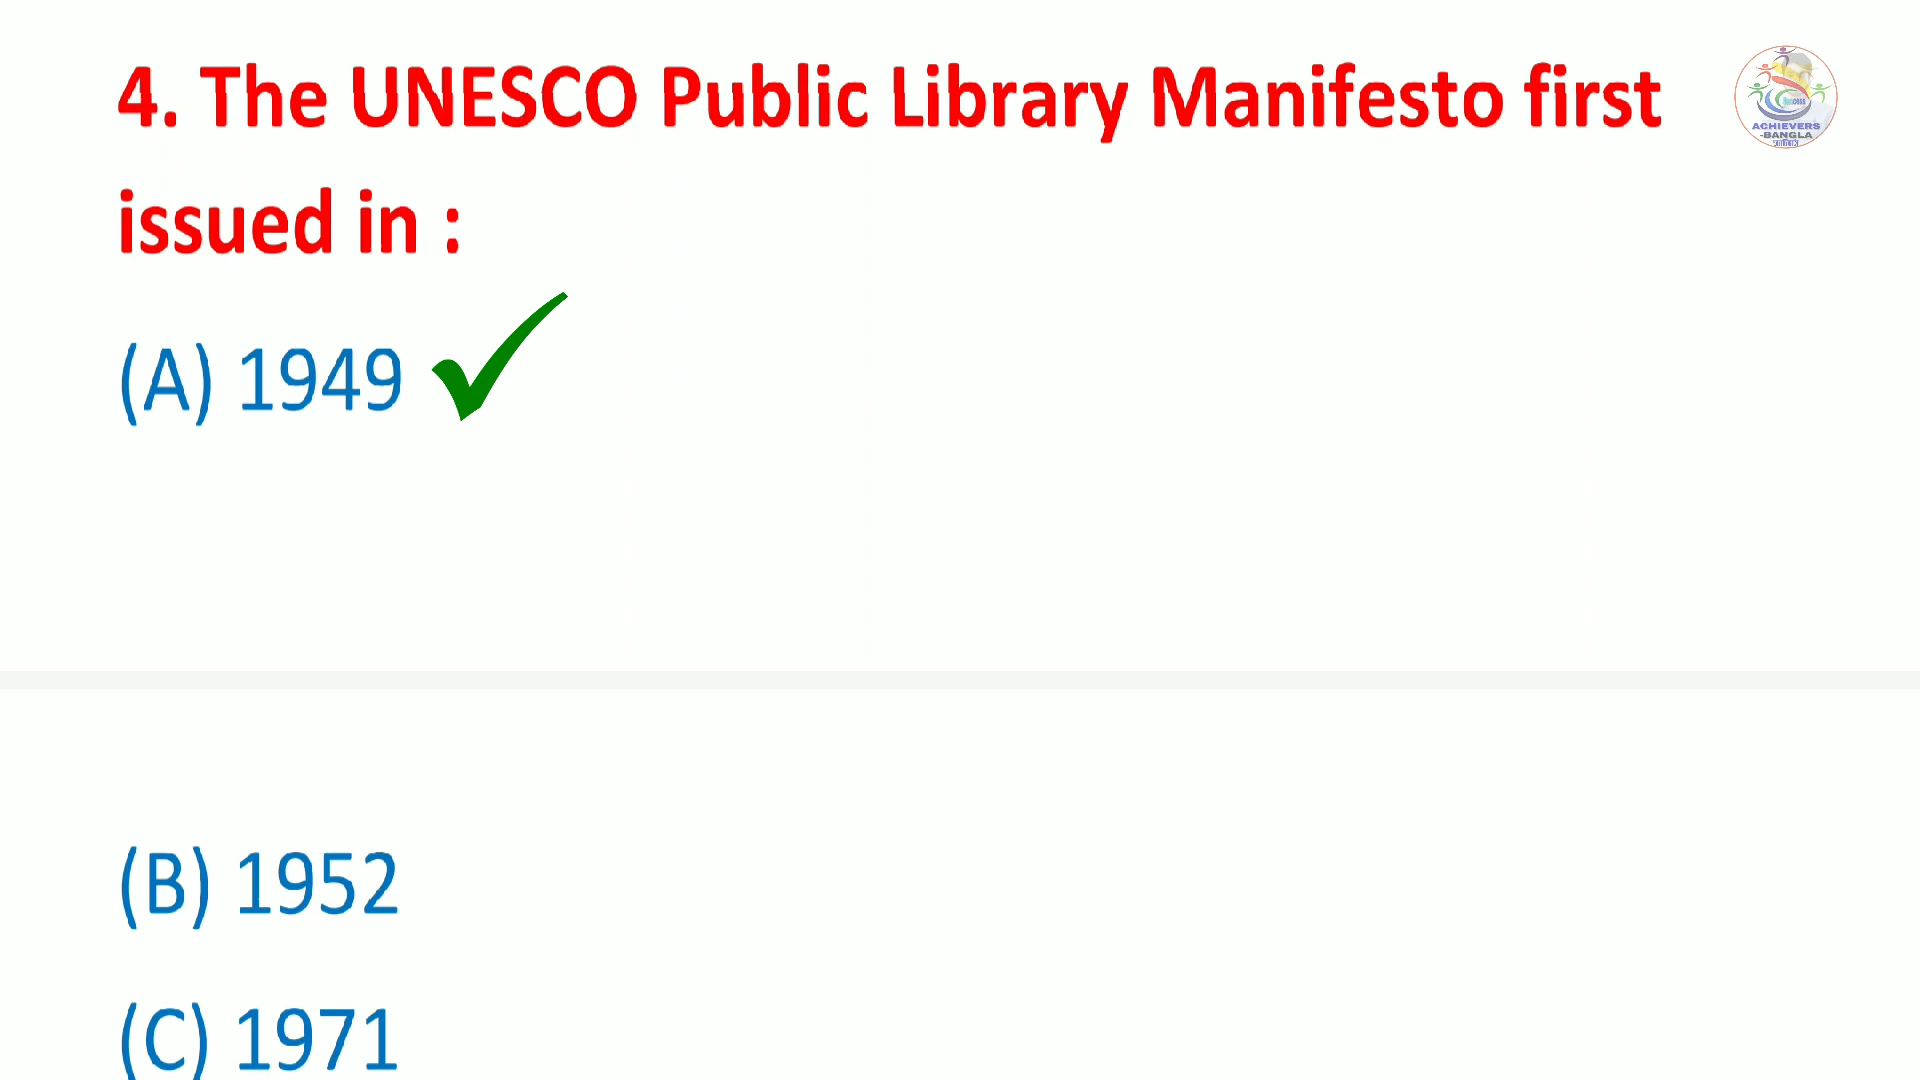 4. The UNESCO Public Library Manifesto first
issued in :
(A) 1949
(B) 1952
(C) 1971
ACHIEVERS
-BANGLA